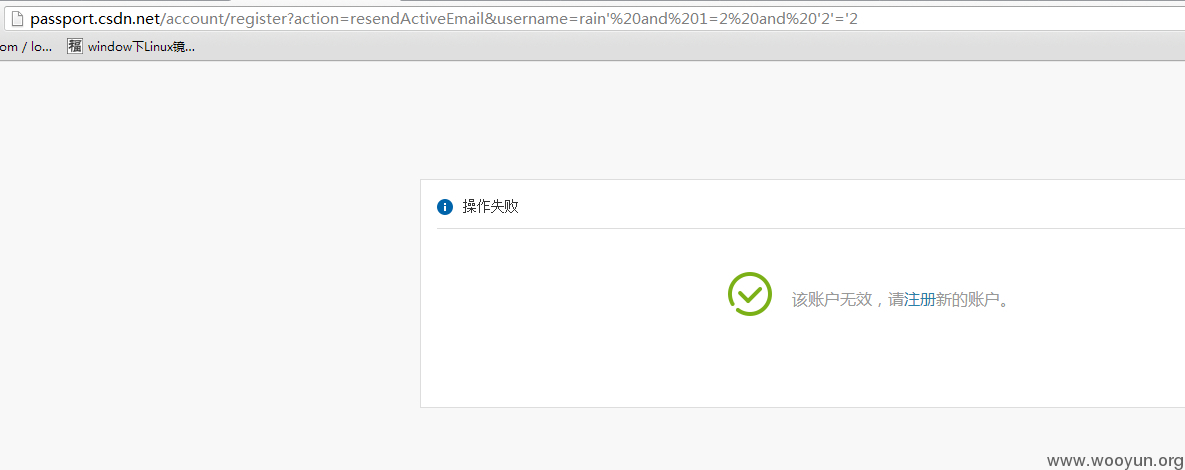 passport.csdn.net/account/register?action=resendActiveEmail&username=rain'%20and%201=2%20and%20'2'='2
om / lo... window下Linux镜...
操作失败
该账户无效，请注册新的账户。
www.wooyun.org